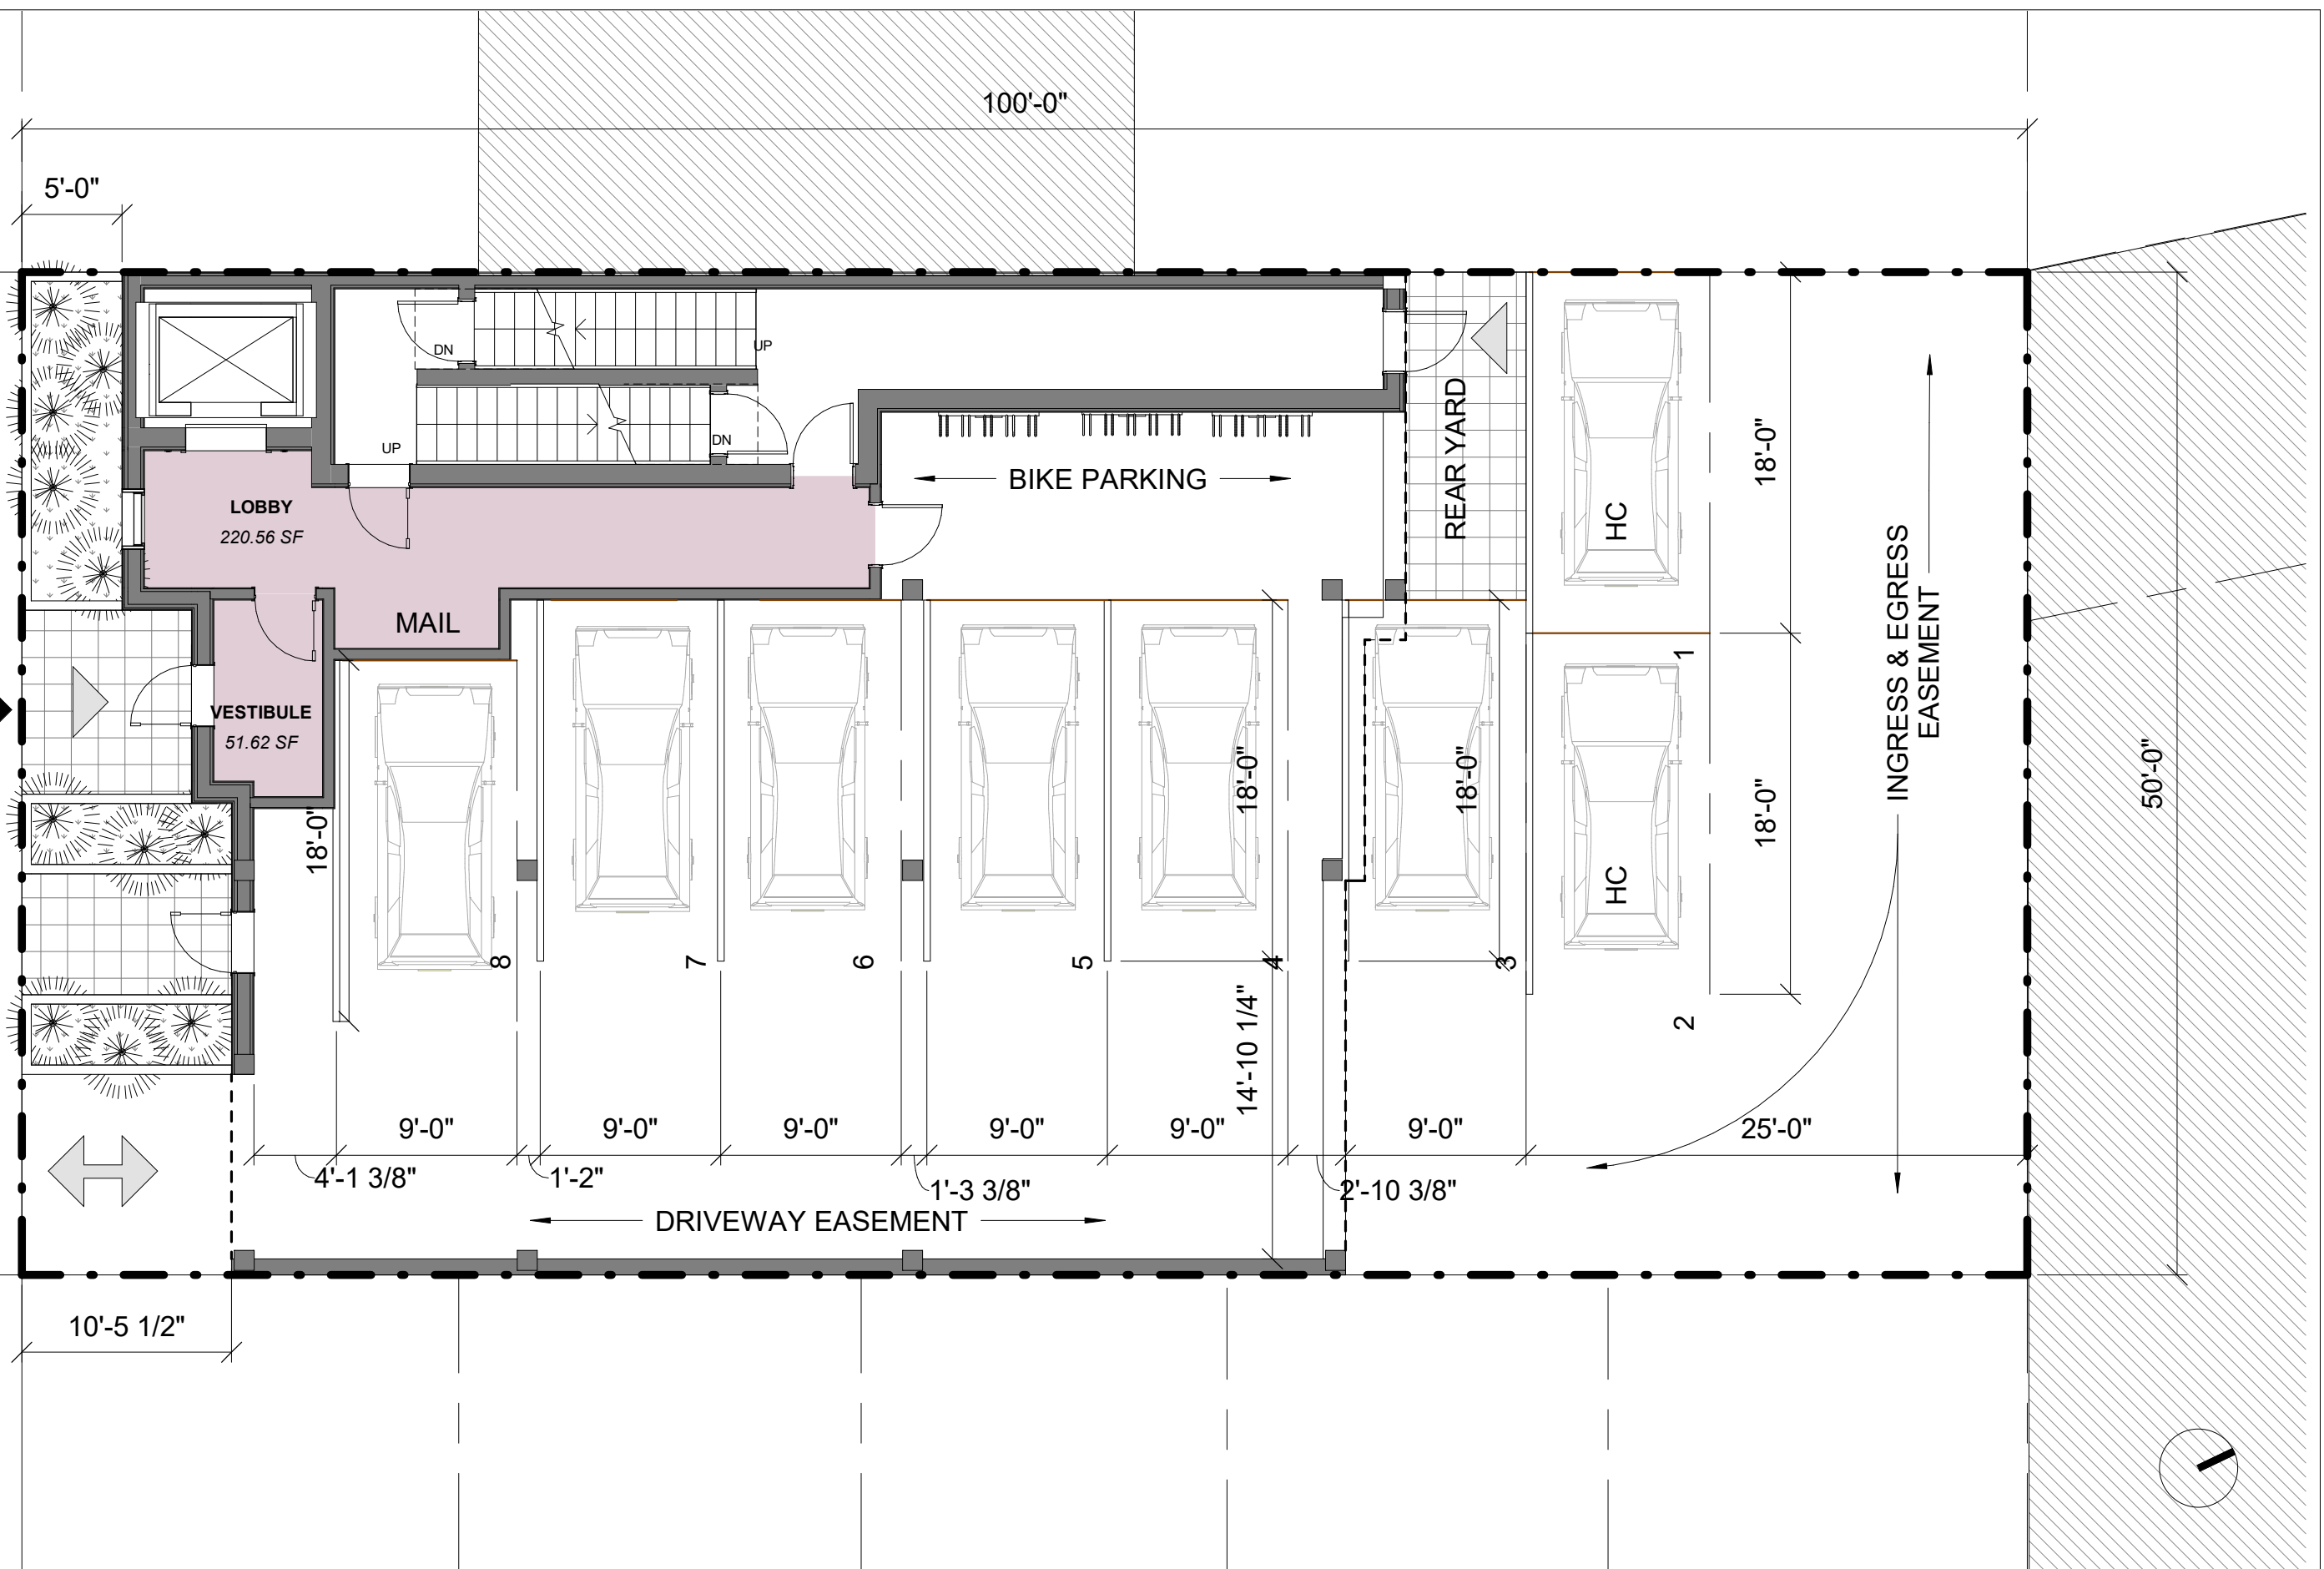 100'-0"
5'-0"
DN
UP
UP
DN
LOBBY
220.56 SF
BIKE PARKING
REAR YARD
HC
18'-0"
MAIL
VESTIBULE
51.62 SF
1
INGRESS & EGRESS
EASEMENT
50'-0"
18'-0"
18'-0"
18'-0"
18'-0"
HC
8
7
6
5
4
3
2
14'-10 1/4"
9'-0"
9'-0"
9'-0"
9'-0"
9'-0"
9'-0"
25'-0"
4'-1 3/8"
1'-2"
1'-3 3/8"
2'-10 3/8"
DRIVEWAY EASEMENT
10'-5 1/2"